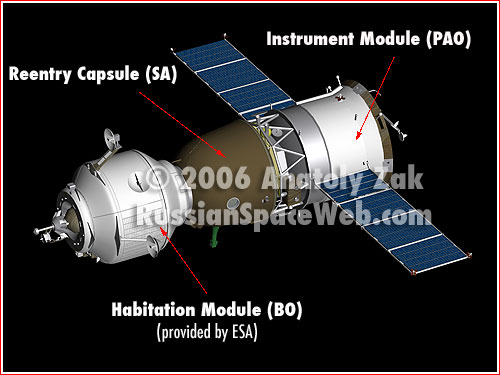 Instrument Module (PAO)
Reentry Capsule (SA)
© 2006 Anatoly Zak
RussianSpaceWeb.com
Habitation Module (BO)
(provided by ESA)